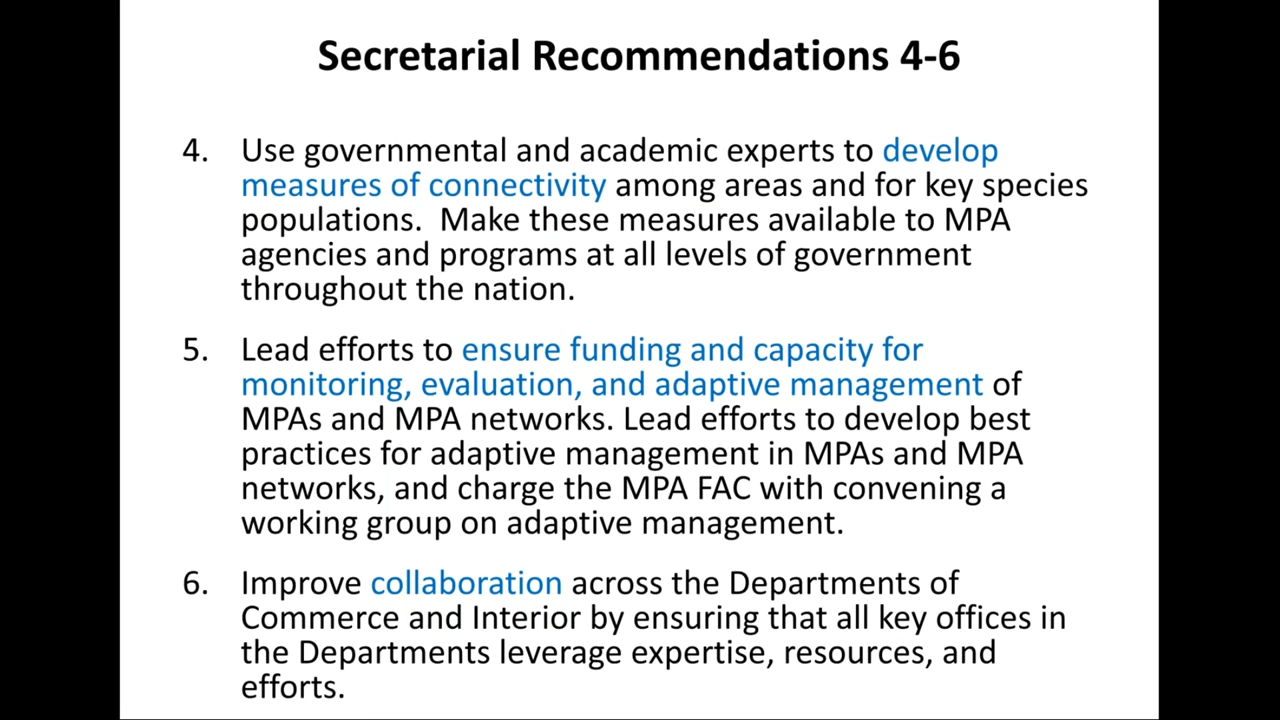 Secretarial Recommendations 4-6
4. Use governmental and academic experts to develop
measures of connectivity among areas and for key species
populations.  Make these measures available to MPA
agencies and programs at all levels of government
throughout the nation.
5. Lead efforts to ensure funding and capacity for
monitoring, evaluation, and adaptive management of
MPAs and MPA networks. Lead efforts to develop best
practices for adaptive management in MPAs and MPA
networks, and charge the MPA FAC with convening a
working group on adaptive management.
6. Improve collaboration across the Departments of
Commerce and Interior by ensuring that all key offices in
the Departments leverage expertise, resources, and
efforts.